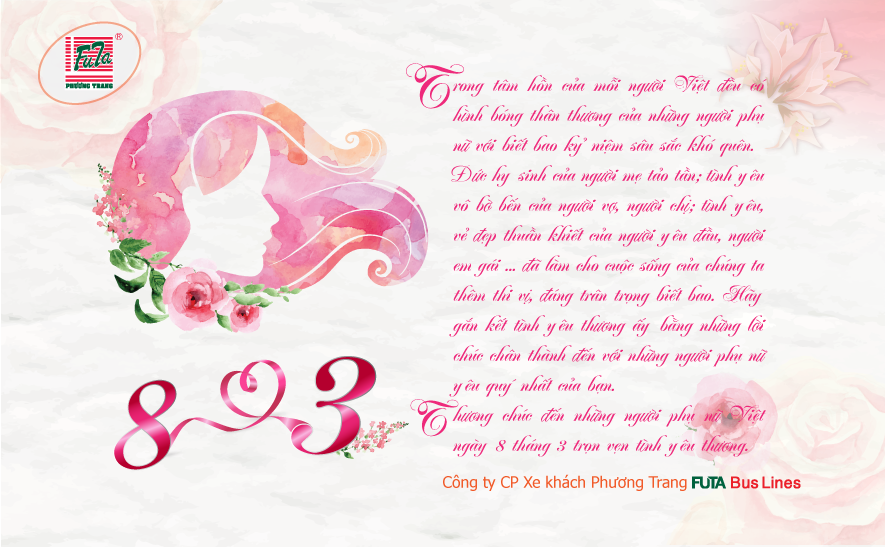 FuTa ®
PHƯƠNG TRANG
Trong tâm hồn của mỗi người Việt đều có
hình bóng thân thương của những người phụ
nữ với biết bao kỷ niệm sâu sắc khó quên.
Đức hy sinh của người mẹ tảo tần; tình yêu
vô bờ bến của người vợ, người chị; tình yêu,
vẻ đẹp thuần khiết của người yêu dấu, người
em gái ... đã làm cho cuộc sống của chúng ta
thêm thi vị, đáng trân trọng biết bao. Hãy
gắn kết tình yêu thương ấy bằng những lời
chúc chân thành đến với những người phụ nữ
yêu quý nhất của bạn.
Thương chúc đến những người phụ nữ Việt
ngày 8 tháng 3 trọn vẹn tình yêu thương.
8 3
Công ty CP Xe khách Phương Trang FUTA Bus Lines